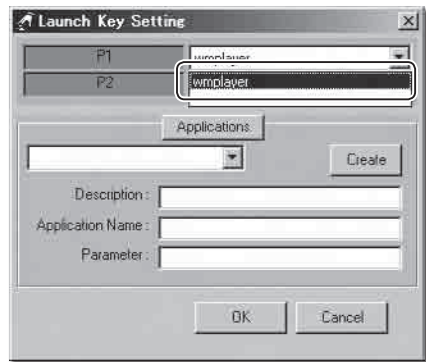 Launch Key Setting
P1 wmplayer
P2 wmplayer
Applications
Create
Description :
Application Name :
Parameter :
OK Cancel